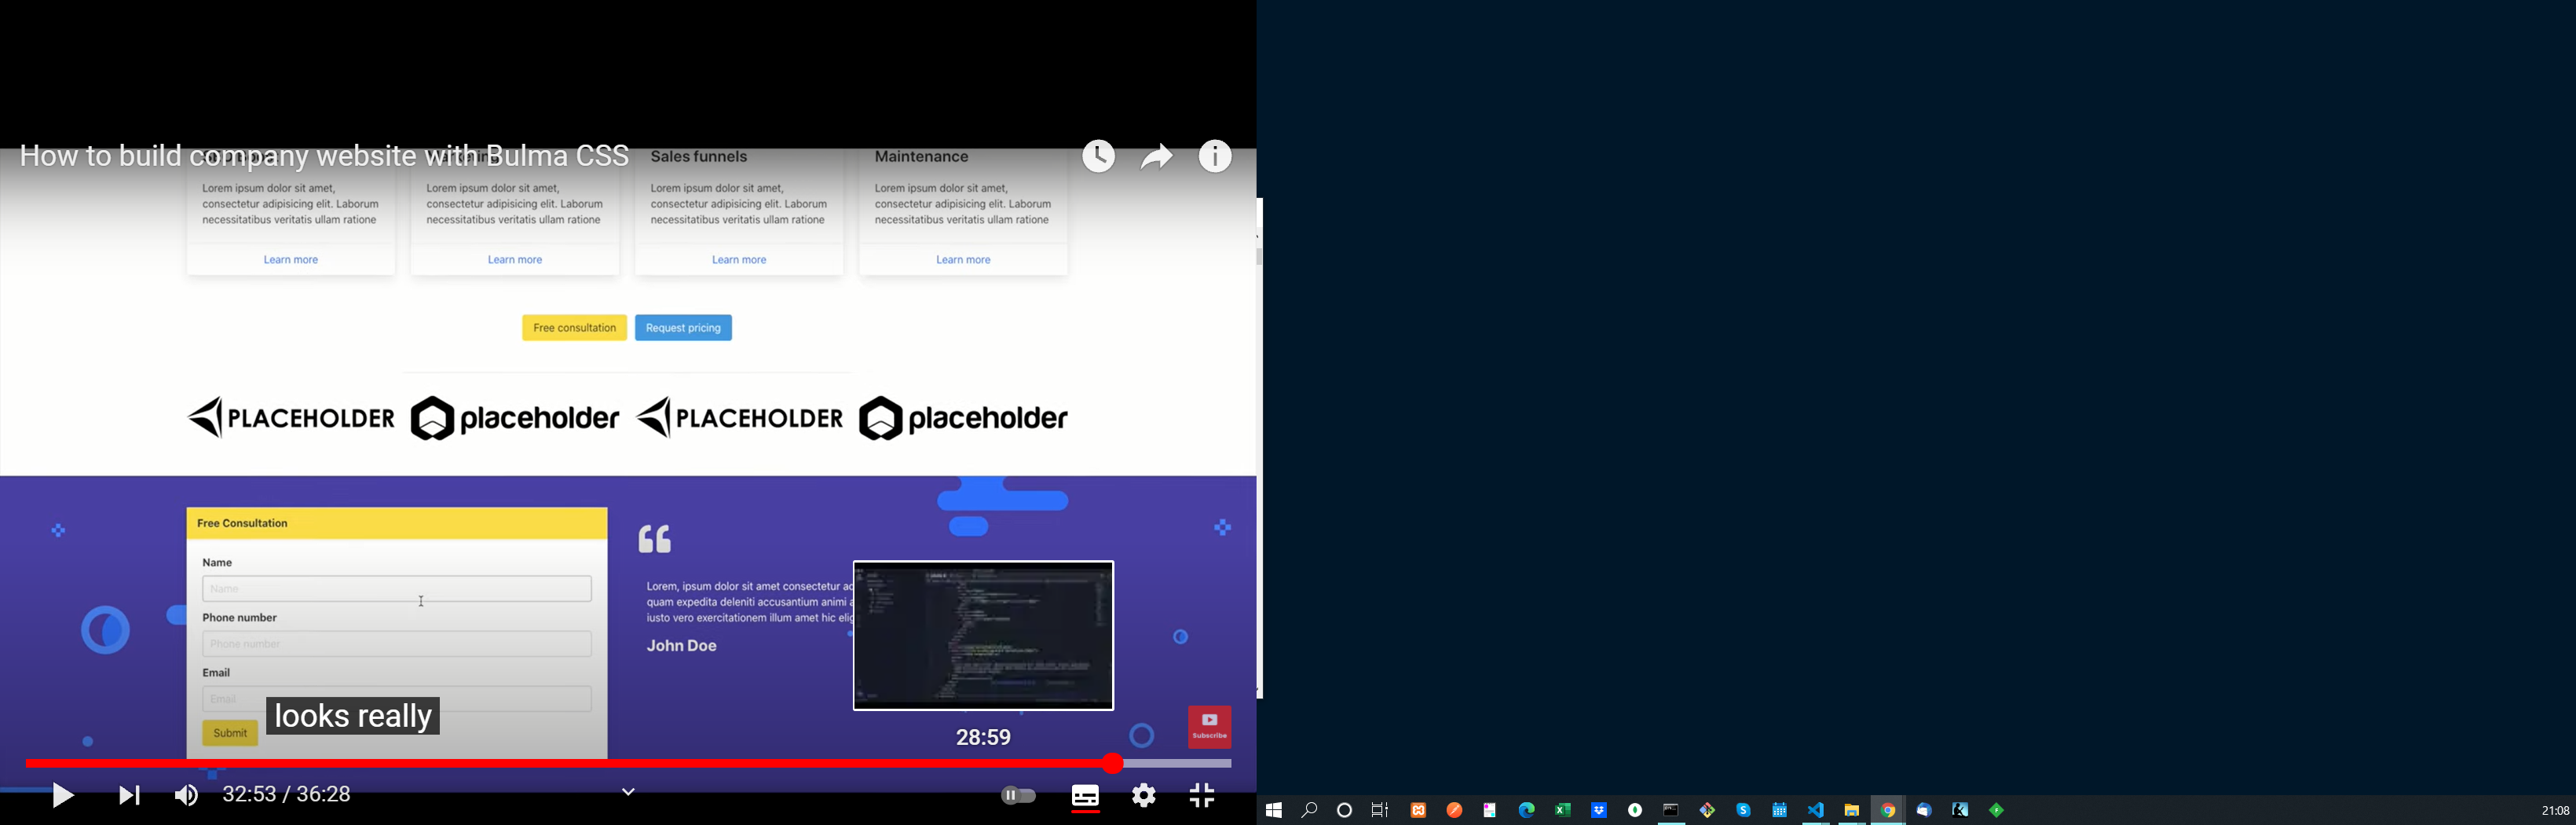 How to build company website with Bulma CSS
Sales funnels
Maintenance
Lorem ipsum dolor sit amet,
consectetur adipisicing elit. Laborum
necessitatibus veritatis ullam ratione
Learn more
Lorem ipsum dolor sit amet,
consectetur adipisicing elit. Laborum
necessitatibus veritatis ullam ratione
Learn more
Lorem ipsum dolor sit amet,
consectetur adipisicing elit. Laborum
necessitatibus veritatis ullam ratione
Learn more
Lorem ipsum dolor sit amet,
consectetur adipisicing elit. Laborum
necessitatibus veritatis ullam ratione
Learn more
Free consultation
Request pricing
PLACEHOLDER
placeholder
PLACEHOLDER
placeholder
Free Consultation
Name
Name
Phone number
Phone number
Email
Email
Submit
looks really
Lorem, ipsum dolor sit amet consectetur
quam expedita deleniti accusantium animi
iusto vero exercitationem illum amet hic
John Doe
28:59
Subscribe
32:53 / 36:28
21:08